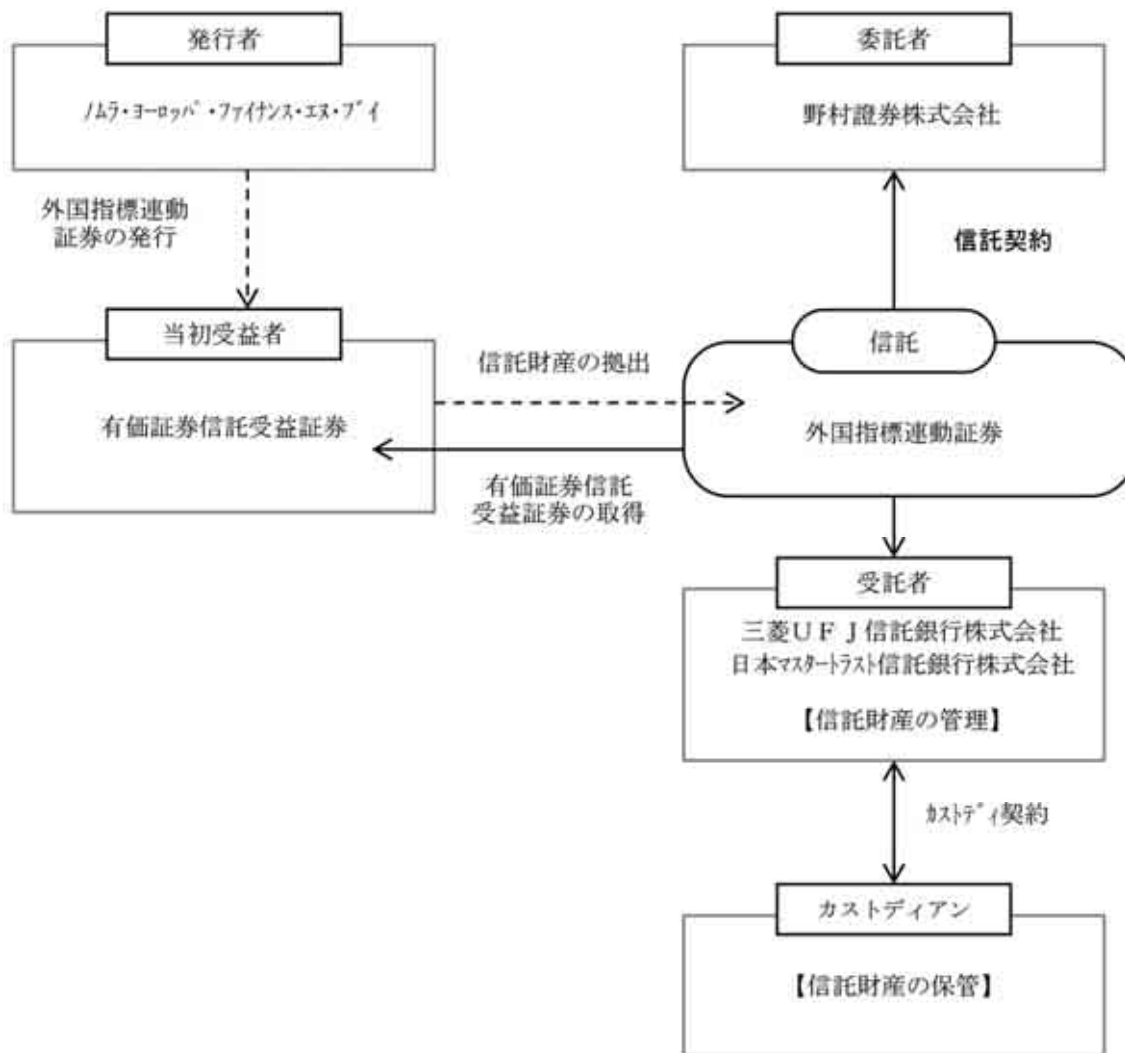 発行者
ノムラ・ヨーロッパ・ファイナンス・エヌ・ブイ
委託者
野村證券株式会社
外国指標連動
証券の発行
信託契約
当初受益者
有価証券信託受益証券
信託財産の拠出
有価証券信託
受益証券の取得
信託
外国指標連動証券
受託者
三菱UFJ信託銀行株式会社
日本マスタートラスト信託銀行株式会社
【信託財産の管理】
カストディ契約
カストディアン
【信託財産の保管】